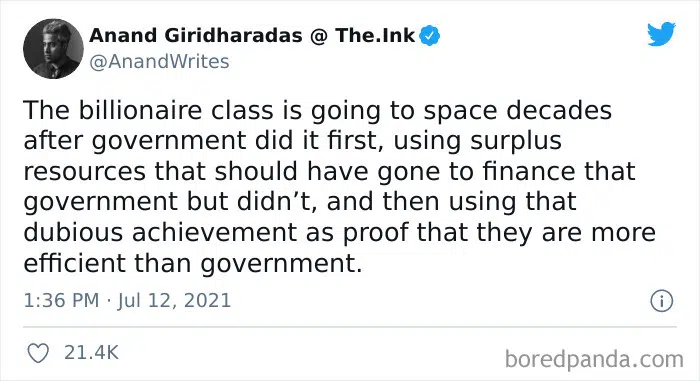 Anand Giridharadas @ The.Ink
@AnandWrites
The billionaire class is going to space decades
after government did it first, using surplus
resources that should have gone to finance that
government but didn’t, and then using that
dubious achievement as proof that they are more
efficient than government.
1:36 PM · Jul 12, 2021
21.4K
boredpanda.com